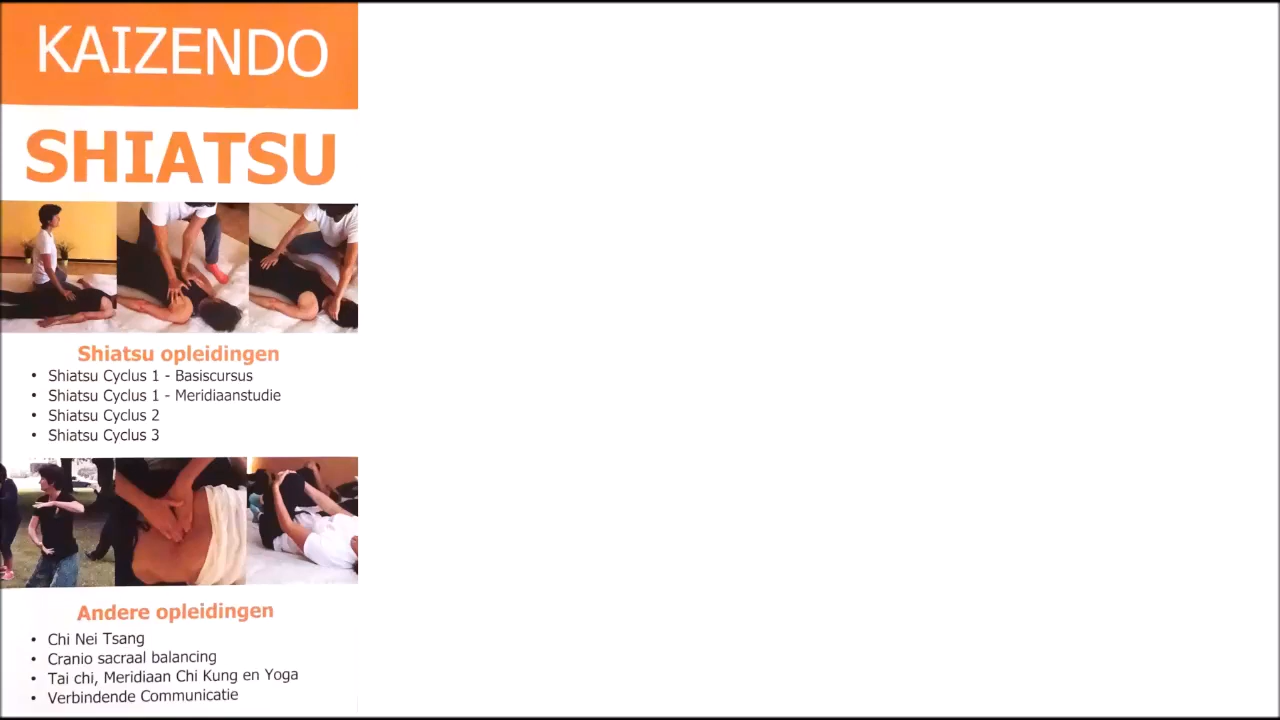 KAIZENDO
SHIATSU
Shiatsu opleidingen
• Shiatsu Cyclus 1 - Basiscursus
• Shiatsu Cyclus 1 - Meridiaanstudie
• Shiatsu Cyclus 2
• Shiatsu Cyclus 3
Andere opleidingen
• Chi Nei Tsang
• Cranio sacraal balancing
• Tai chi, Meridiaan Chi Kung en Yoga
• Verbindende Communicatie